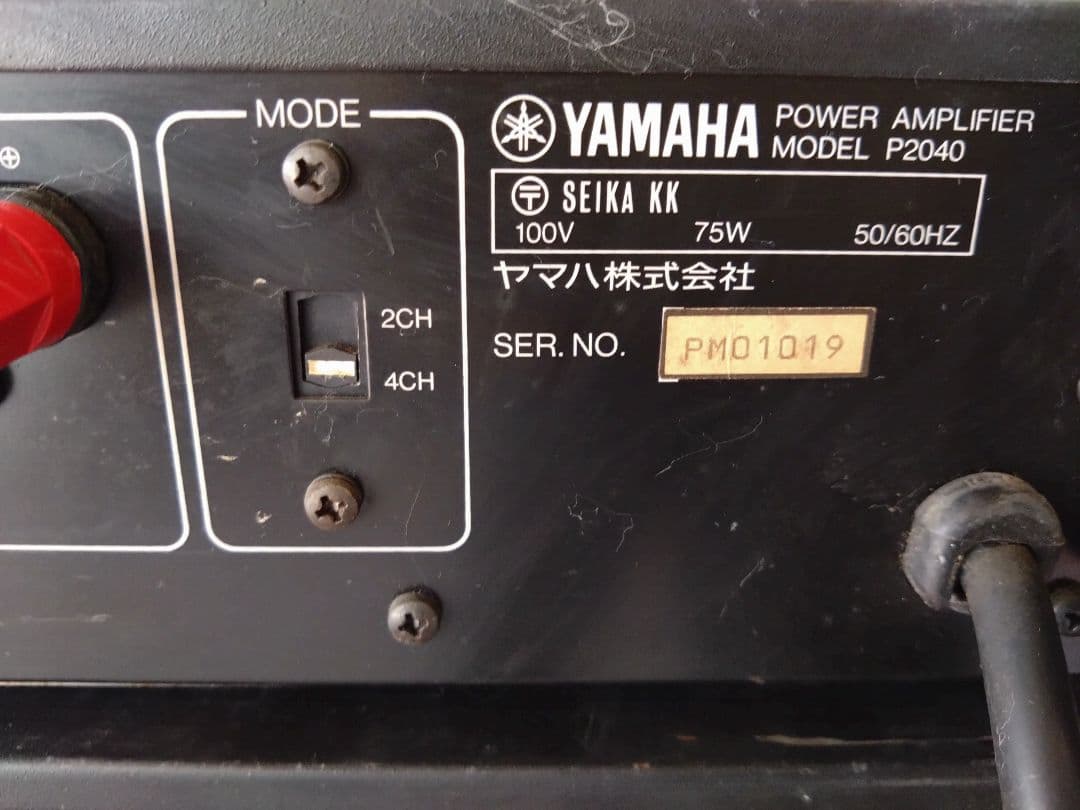 MODE
2CH
4CH
YAMAHA
POWER AMPLIFIER
MODEL P2040
〒 SEIKA KK
100V 75W 50/60HZ
ヤマハ株式会社
SER. NO. PM01019